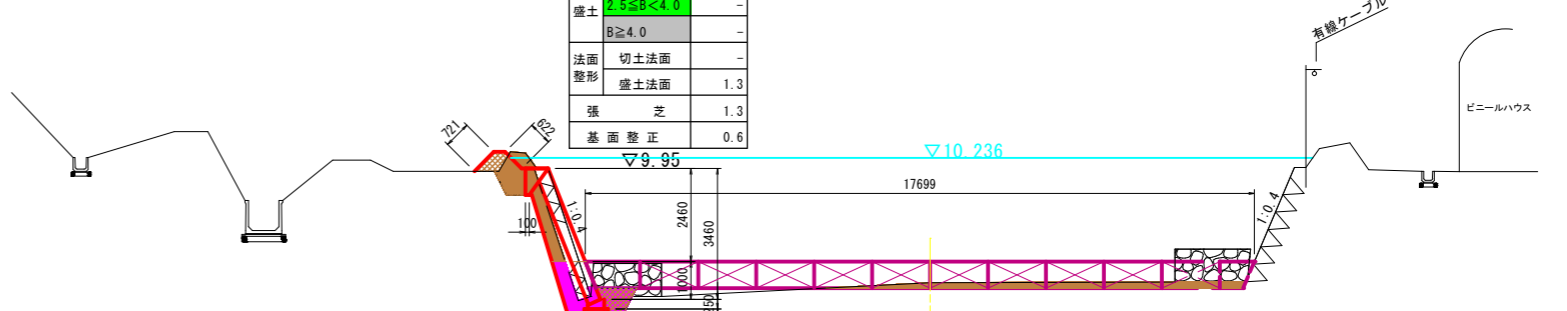 盛土 2.5≦B<4.0 -
B≧4.0 -
法面整形 切土法面 -
盛土法面 1.3
張 芝 1.3
基 面 整 正 0.6
有線ケーブル
ビニールハウス
721
622
▽9.95
▽10.236
17699
1:0.4
1:0.4
100
2460
3460
1000